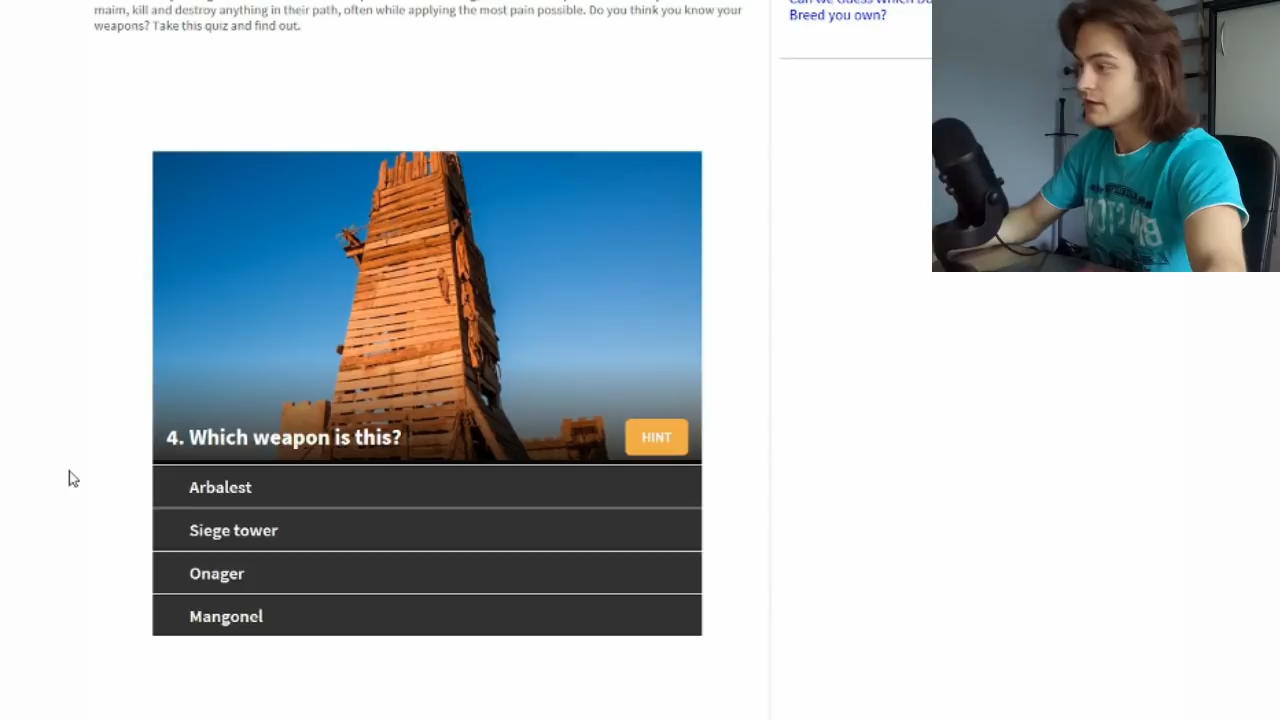 maim, kill and destroy anything in their path, often while applying the most pain possible. Do you think you know your
weapons? Take this quiz and find out.
Breed you own?
4. Which weapon is this?
HINT
Arbalest
Siege tower
Onager
Mangonel